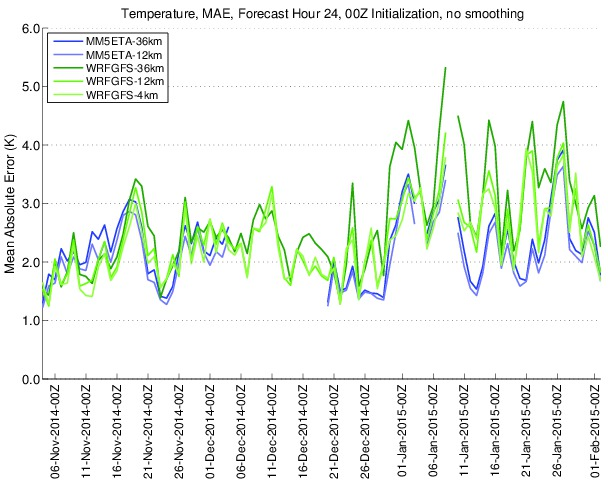 Temperature, MAE, Forecast Hour 24, 00Z Initialization, no smoothing
6.0
5.0
4.0
3.0
2.0
1.0
0.0
Mean Absolute Error (K)
MM5ETA-36km
MM5ETA-12km
WRFGFS-36km
WRFGFS-12km
WRFGFS-4km
06-Nov-2014-00Z
11-Nov-2014-00Z
16-Nov-2014-00Z
21-Nov-2014-00Z
26-Nov-2014-00Z
01-Dec-2014-00Z
06-Dec-2014-00Z
11-Dec-2014-00Z
16-Dec-2014-00Z
21-Dec-2014-00Z
26-Dec-2014-00Z
01-Jan-2015-00Z
06-Jan-2015-00Z
11-Jan-2015-00Z
16-Jan-2015-00Z
21-Jan-2015-00Z
26-Jan-2015-00Z
01-Feb-2015-00Z